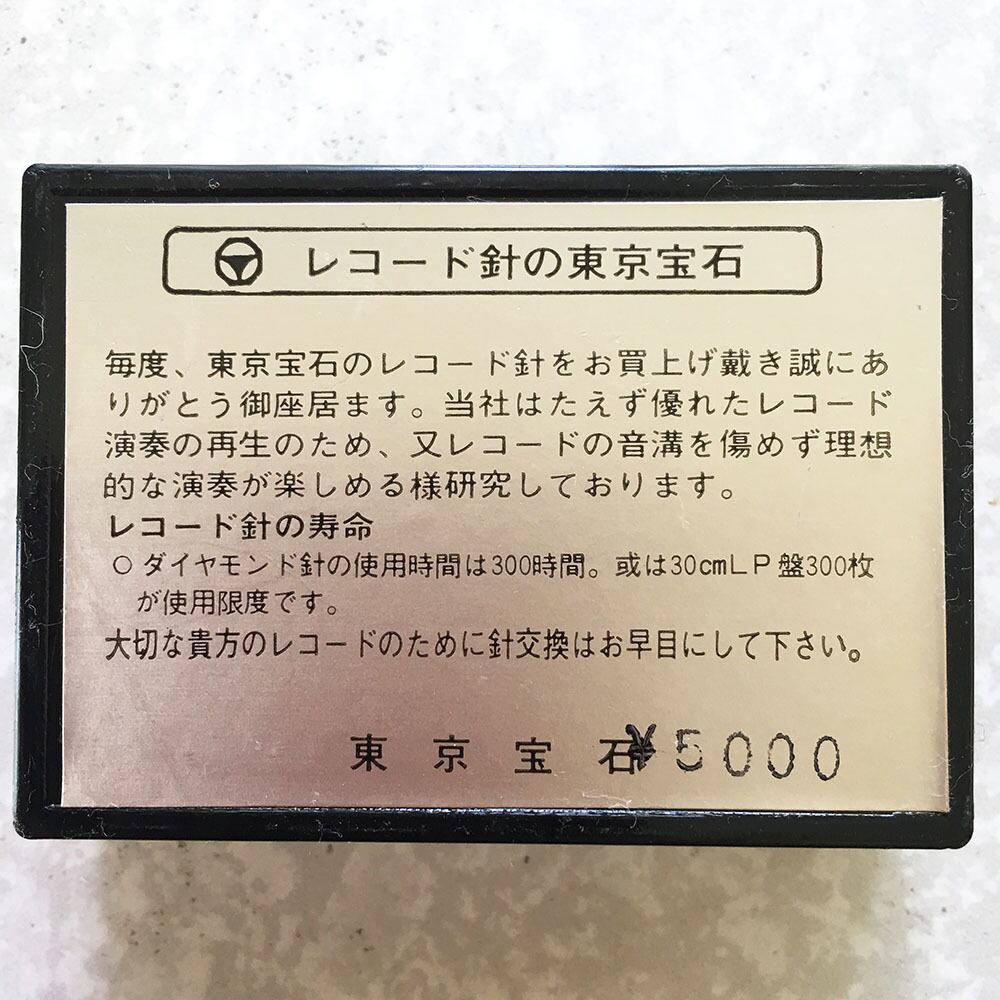 レコード針の東京宝石
毎度、東京宝石のレコード針をお買上げ戴き誠にあ
りがとう御座居ます。当社はたえず優れたレコード
演奏の再生のため、又レコードの音溝を傷めず理想
的な演奏が楽しめる様研究しております。
レコード針の寿命
○ ダイヤモンド針の使用時間は300時間。或は30cmLP盤300枚
が使用限度です。
大切な貴方のレコードのために針交換はお早目にして下さい。
東京宝石 ¥5000